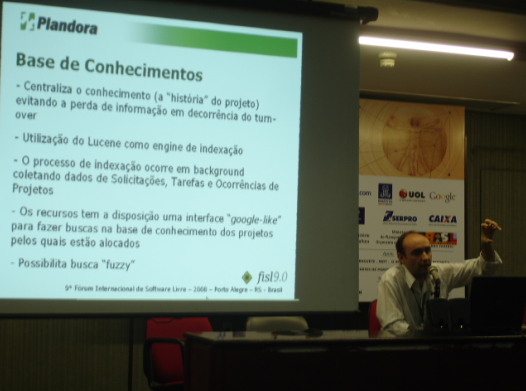 Plandora
Base de Conhecimentos
- Centraliza o conhecimento (a "história" do projeto)
evitando a perda de informação em decorrência do turn-
over
- Utilização do Lucene como engine de indexação
- O processo de indexação ocorre em background
coletando dados de Solicitações, Tarefas e Ocorrências de
Projetos
- Os recursos tem a disposição uma interface "google-like"
para fazer buscas na base de conhecimento dos projetos
pelos quais estão alocados
- Possibilita busca "fuzzy"
fisl9.0
9º Fórum Internacional de Software Livre - 2008 - Porto Alegre - RS - Brasil
.com
UOL
Google
SERPRO
CAIXA